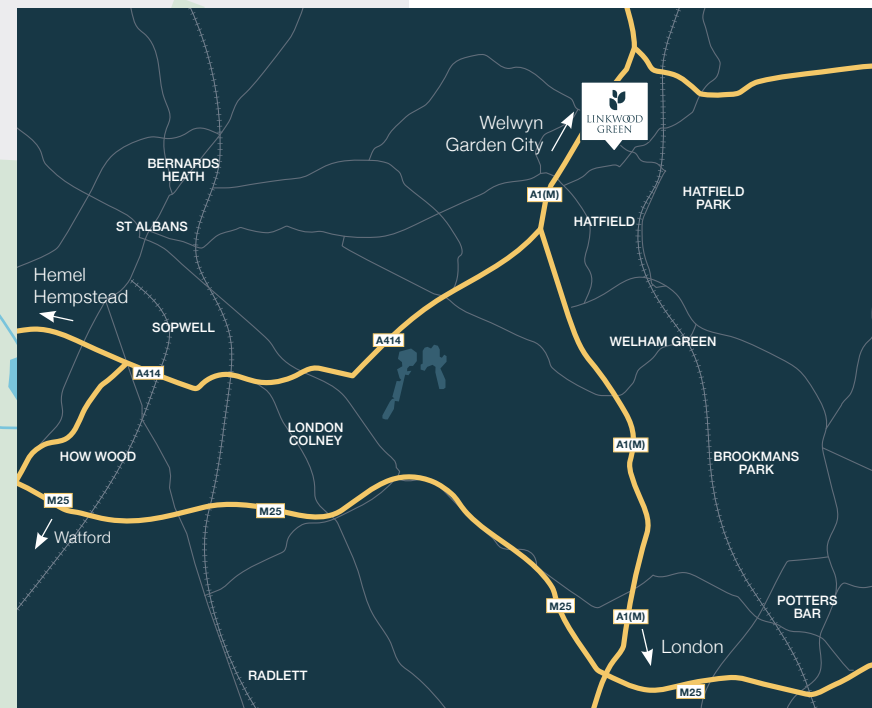 Welwyn
Garden City
LINKWOOD
GREEN
BERNARDS
HEATH
A1(M)
HATFIELD
PARK
ST ALBANS
HATFIELD
Hemel
Hempstead
SOPWELL
A414
WELHAM GREEN
A414
LONDON
COLNEY
A1(M)
HOW WOOD
BROOKMANS
PARK
M25
M25
Watford
M25
POTTERS
BAR
A1(M)
London
RADLETT
M25